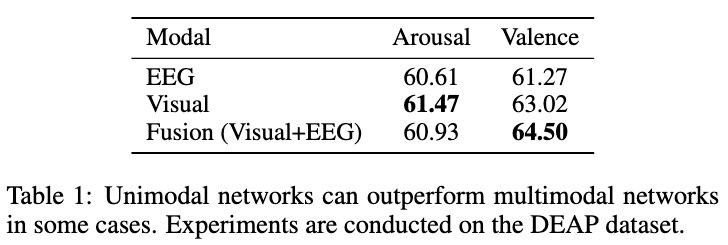 Modal Arousal Valence
EEG 60.61 61.27
Visual 61.47 63.02
Fusion (Visual+EEG) 60.93 64.50
Table 1: Unimodal networks can outperform multimodal networks
in some cases. Experiments are conducted on the DEAP dataset.